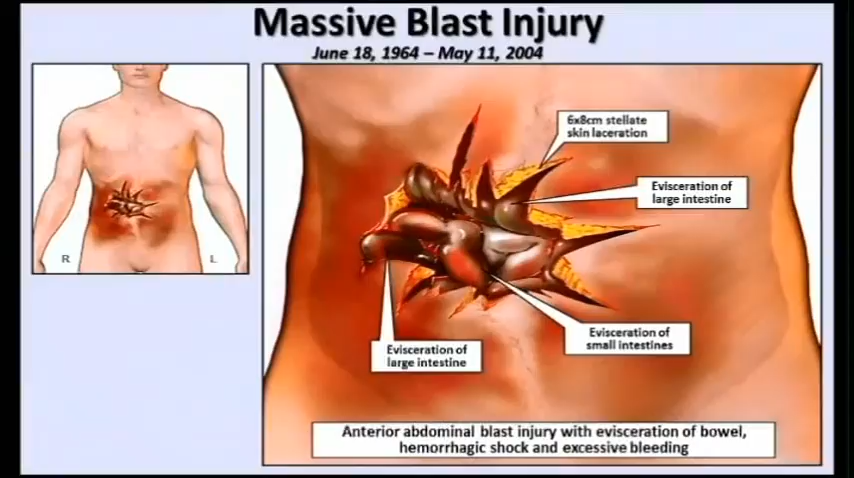 Massive Blast Injury
June 18, 1964 – May 11, 2004
R
L
6x8cm stellate
skin laceration
Evisceration of
large intestine
Evisceration of
small intestines
Evisceration of
large intestine
Anterior abdominal blast injury with evisceration of bowel,
hemorrhagic shock and excessive bleeding